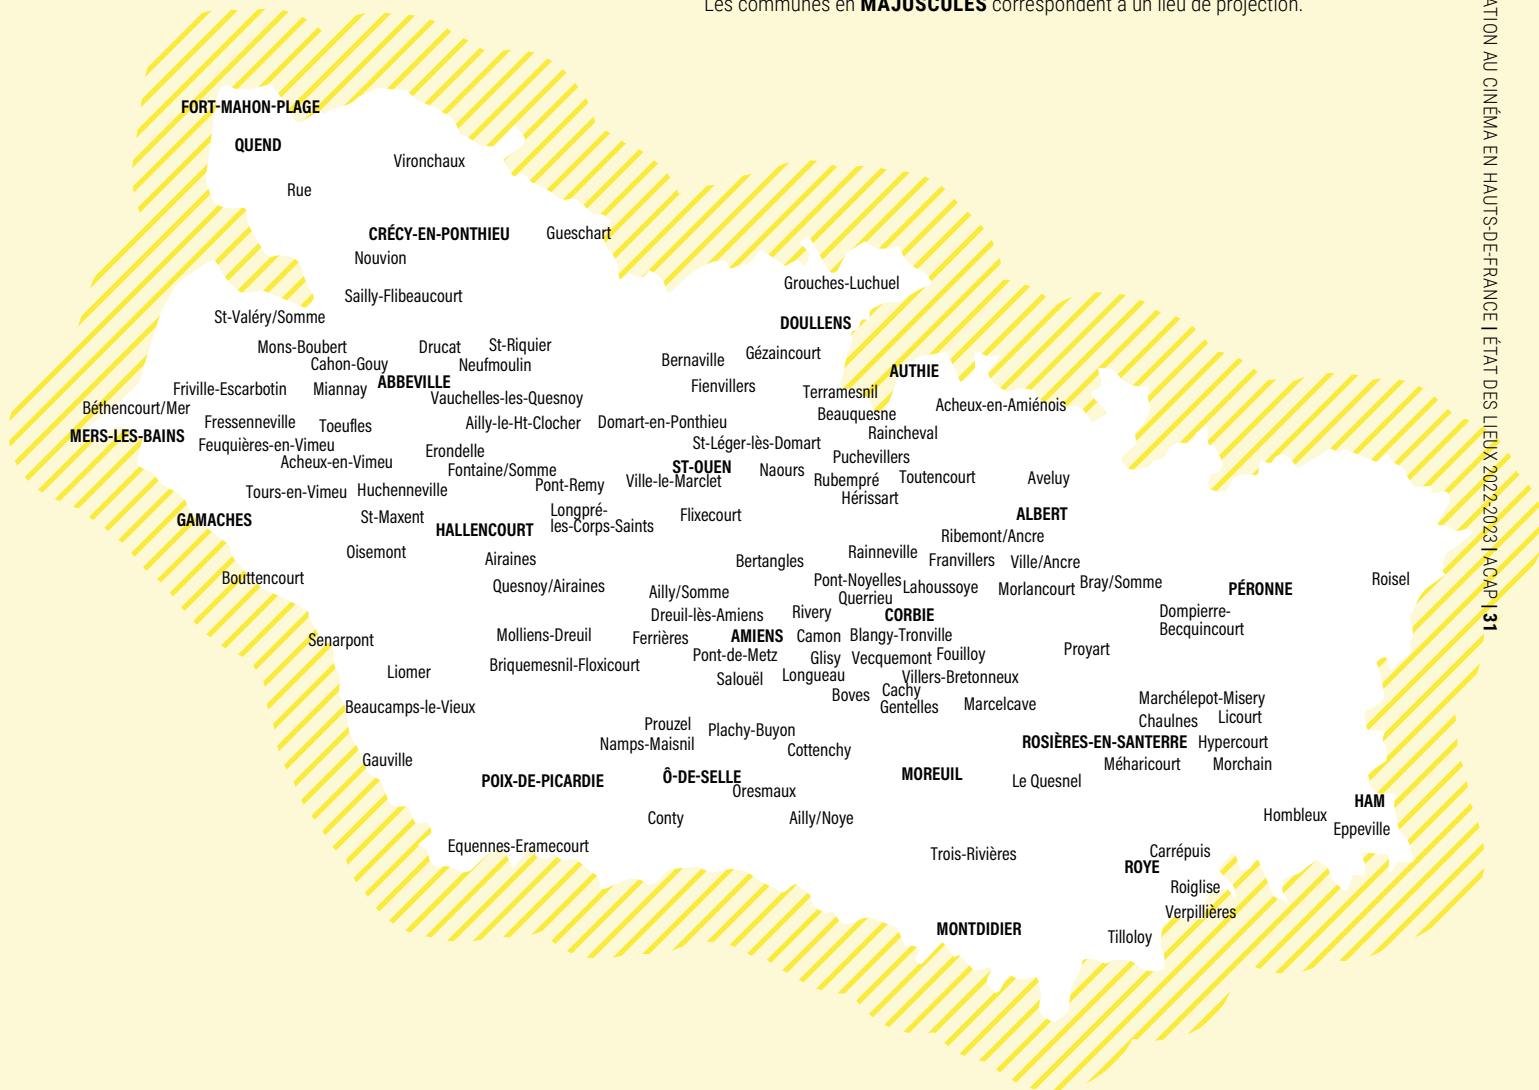 Les communes en MAJUSCULES correspondent à un lieu de projection.
FORT-MAHON-PLAGE
QUEND
Vironchaux
Rue
CRÉCY-EN-PONTHIEU
Gueschart
Nouvion
Grouches-Luchuel
Sailly-Flibeaucourt
St-Valéry/Somme
DOULLENS
Mons-Boubert
Drucat
St-Riquier
Cahon-Gouy
Neufmoulin
Bernaville
Gézaincourt
AUTHIE
Friville-Escarbotin
Miannay
ABBEVILLE
Vauchelles-les-Quesnoy
Fienvillers
Terramesnil
Béthencourt/Mer
Acheux-en-Amiénois
Fressenneville
Toeufles
Ailly-le-Ht-Clocher
Domart-en-Ponthieu
Beauquesne
MERS-LES-BAINS
Feuquières-en-Vimeu
St-Léger-lès-Domart
Raincheval
Acheux-en-Vimeu
Erondelle
Puchevillers
Fontaine/Somme
ST-OUEN
Naours
Tours-en-Vimeu
Huchenneville
Pont-Remy
Ville-le-Marclet
Rubempré
Toutencourt
Aveluy
Hérissart
GAMACHES
St-Maxent
HALLENCOURT
Longpré-
les-Corps-Saints
Flixecourt
ALBERT
Ribemont/Ancre
Oisemont
Airaines
Bertangles
Rainneville
Franvillers
Ville/Ancre
Bouttencourt
Quesnoy/Airaines
Ailly/Somme
Pont-Noyelles
Lahoussoye
Morlancourt
Bray/Somme
PÉRONNE
Roisel
Querrieu
Dreuil-lès-Amiens
Rivery
CORBIE
Dompierre-
Becquincourt
Senarpont
Molliens-Dreuil
Ferrières
AMIENS
Camon
Blangy-Tronville
Pont-de-Metz
Glisy
Vecquemont
Fouilloy
Proyart
Liomer
Briquemesnil-Floxicourt
Salouël
Longueau
Villers-Bretonneux
Boves
Cachy
Gentelles
Marcelcave
Marchélepot-Misery
Beaucamps-le-Vieux
Chaulnes
Licourt
Prouzel
Plachy-Buyon
Namps-Maisnil
Cottenchy
ROSIÈRES-EN-SANTERRE
Hypercourt
Gauville
Méharicourt
Morchain
POIX-DE-PICARDIE
Ô-DE-SELLE
Oresmaux
MOREUIL
Le Quesnel
HAM
Conty
Ailly/Noye
Hombleux
Eppeville
Equennes-Eramecourt
Trois-Rivières
Carrépuis
ROYE
Roiglise
Verpillières
MONTDIDIER
Tilloloy
ATION AU CINÉMA EN HAUTS-DE-FRANCE | ÉTAT DES LIEUX 2022-2023 | ACAP | 31